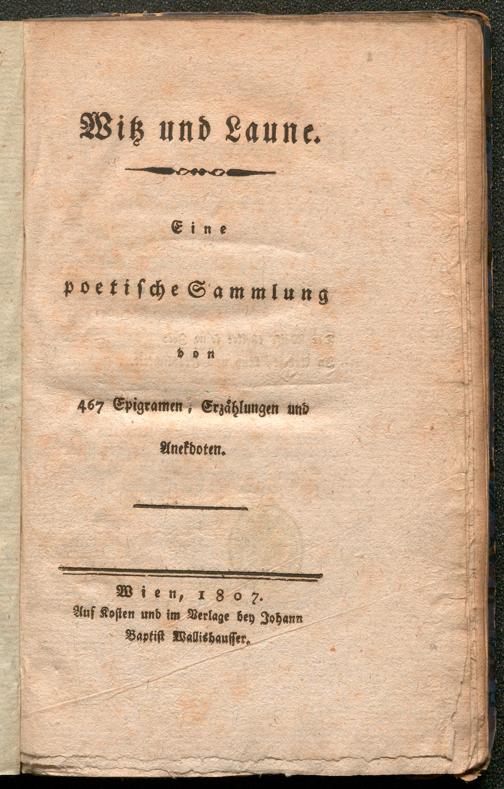 Witz und Laune.
Eine
poetische Sammlung
von
467 Epigramen, Erzählungen und
Anekdoten.
Wien, 1807.
Auf Kosten und im Verlage bey Johann
Baptist Wallishausser.